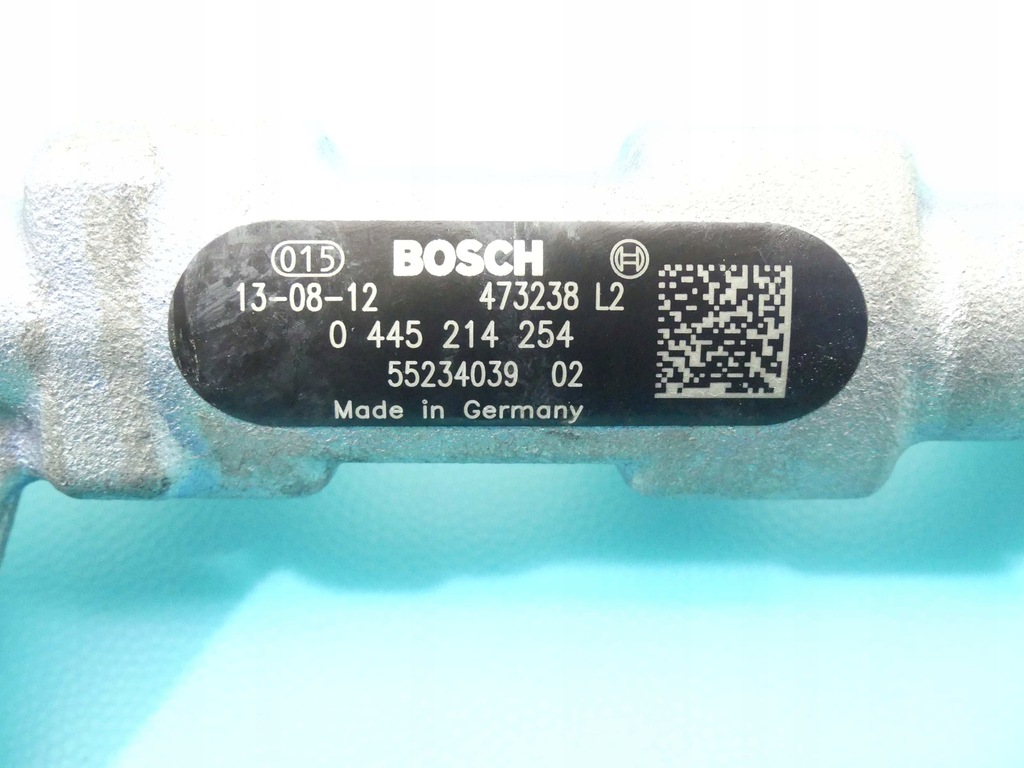 015 BOSCH
13-08-12 473238 L2
0 445 214 254
55234039 02
Made in Germany